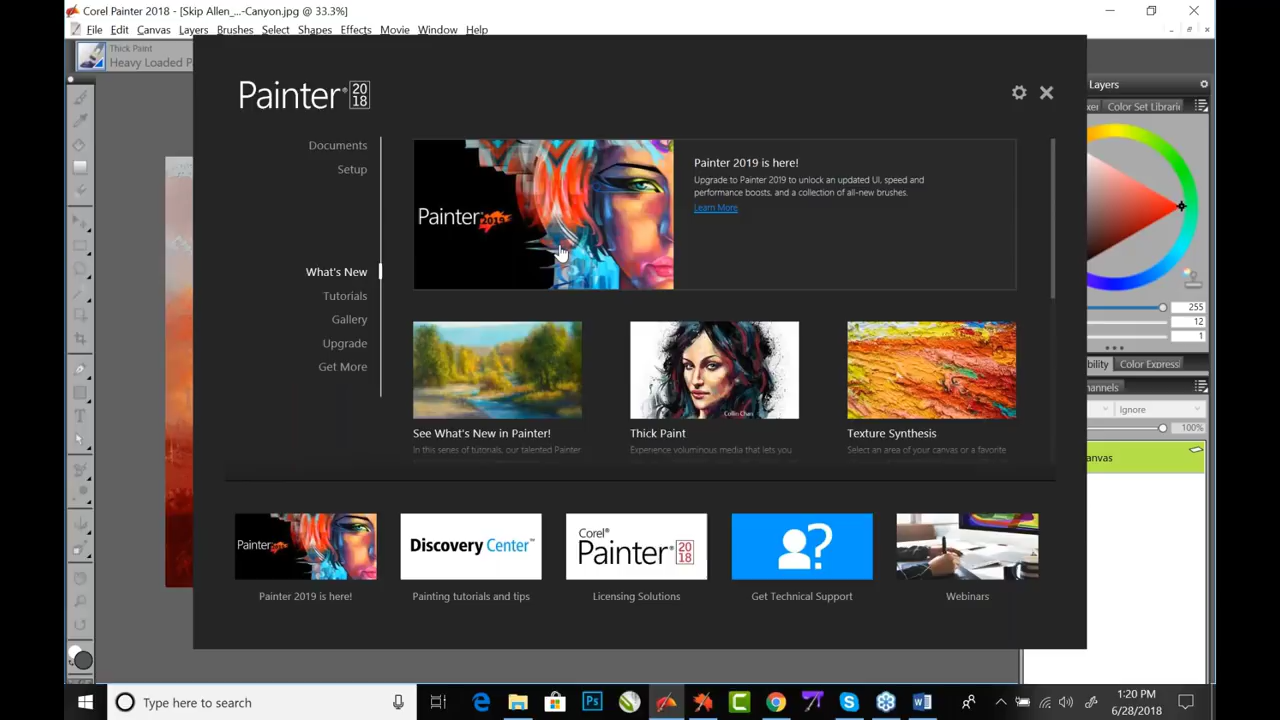 Corel Painter 2018 - [Skip Allen_...-Canyon.jpg @ 33.3%]
File Edit Canvas Layers Brushes Select Shapes Effects Movie Window Help
Thick Paint
Heavy Loaded P
Painter 2018
Documents
Setup
What's New
Tutorials
Gallery
Upgrade
Get More
Painter 2019
Painter 2019 is here!
Upgrade to Painter 2019 to unlock an updated UI, speed and
performance boosts, and a collection of all-new brushes.
Learn More
Collin Chan
See What's New in Painter!
In this series of tutorials, our talented Painter
Thick Paint
Experience voluminous media that lets you
Texture Synthesis
Select an area of your canvas or a favorite
Painter
Painter 2019 is here!
Discovery Center™
Painting tutorials and tips
Corel®
Painter® 2018
Licensing Solutions
?
Get Technical Support
Webinars
Layers
Color Set Librari
255
12
1
bility Color Express
hannels
Ignore
100%
anvas
Type here to search
Ps
1:20 PM
6/28/2018